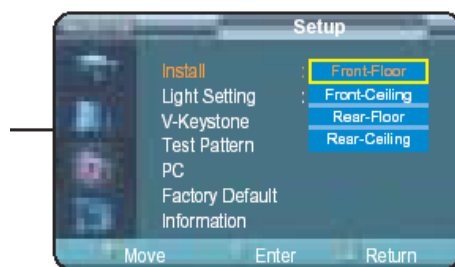 Setup
Install : Front-Floor
Light Setting : Front-Ceiling
V-Keystone Rear-Floor
Test Pattern Rear-Ceiling
PC
Factory Default
Information
Move Enter Return